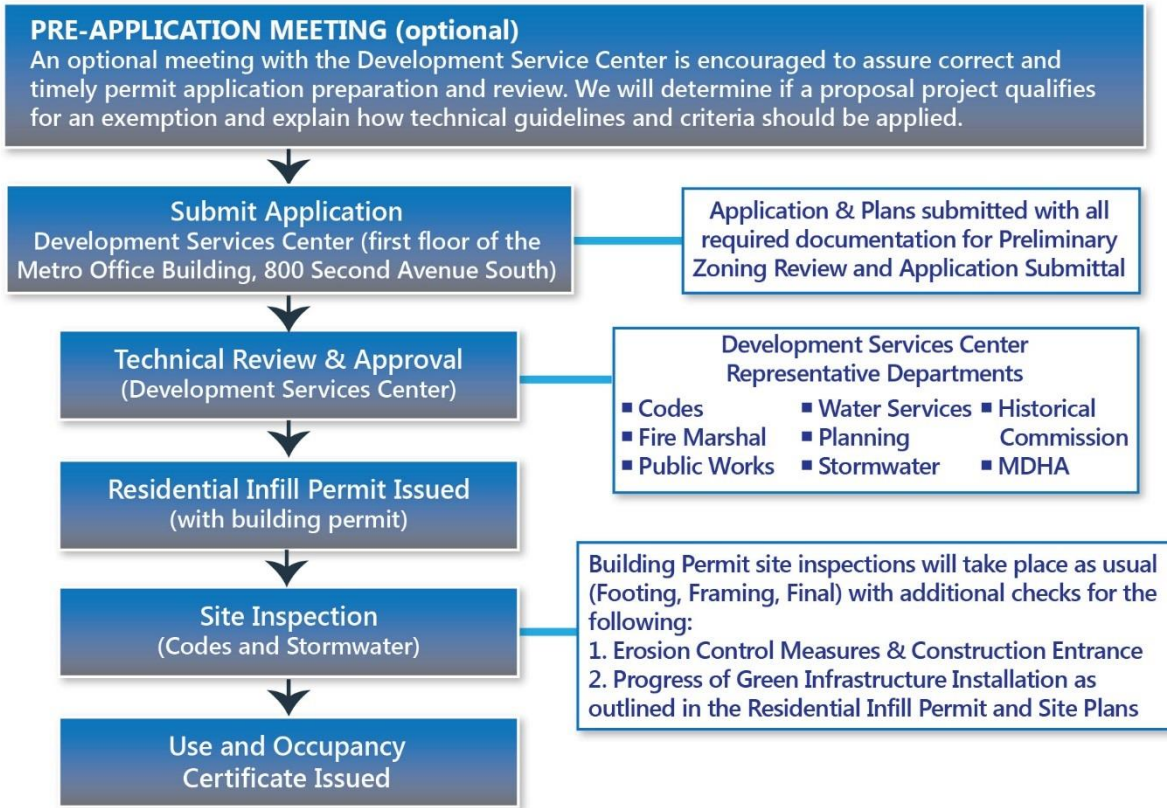 PRE-APPLICATION MEETING (optional)
An optional meeting with the Development Service Center is encouraged to assure correct and
timely permit application preparation and review. We will determine if a proposal project qualifies
for an exemption and explain how technical guidelines and criteria should be applied.
Submit Application
Development Services Center (first floor of the
Metro Office Building, 800 Second Avenue South)
Application & Plans submitted with all
required documentation for Preliminary
Zoning Review and Application Submittal
Technical Review & Approval
(Development Services Center)
Development Services Center
Representative Departments
▪ Codes
▪ Fire Marshal
▪ Public Works
▪ Water Services
▪ Planning
▪ Stormwater
▪ Historical
Commission
▪ MDHA
Residential Infill Permit Issued
(with building permit)
Site Inspection
(Codes and Stormwater)
Building Permit site inspections will take place as usual
(Footing, Framing, Final) with additional checks for the
following:
1. Erosion Control Measures & Construction Entrance
2. Progress of Green Infrastructure Installation as
outlined in the Residential Infill Permit and Site Plans
Use and Occupancy
Certificate Issued